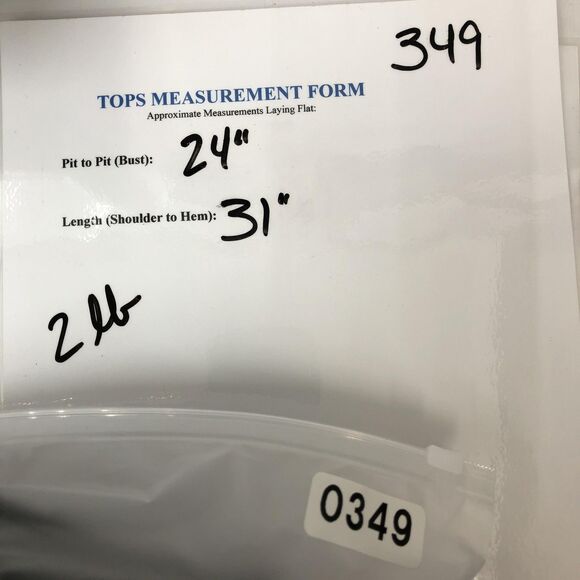 349
TOPS MEASUREMENT FORM
Approximate Measurements Laying Flat:
Pit to Pit (Bust): 24"
Length (Shoulder to Hem): 31"
2 lb
0349